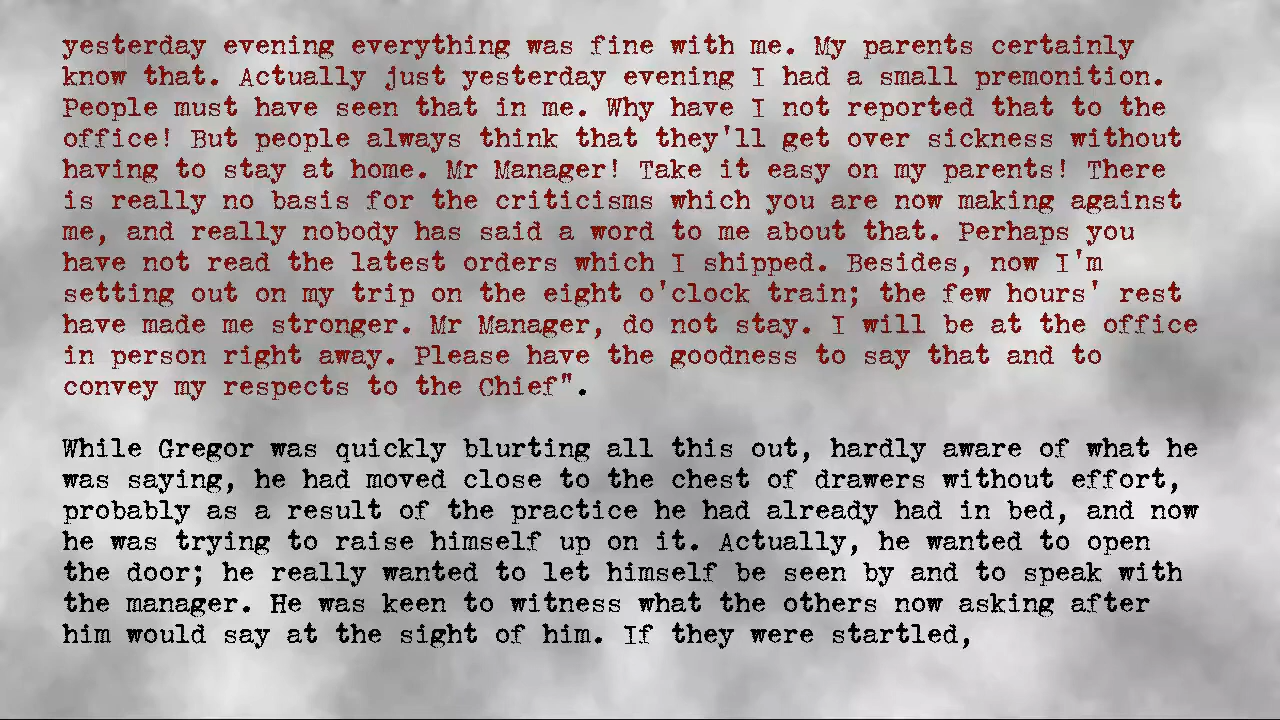 yesterday evening everything was fine with me. My parents certainly
know that. Actually just yesterday evening I had a small premonition.
People must have seen that in me. Why have I not reported that to the
office! But people always think that they'll get over sickness without
having to stay at home. Mr Manager! Take it easy on my parents! There
is really no basis for the criticisms which you are now making against
me, and really nobody has said a word to me about that. Perhaps you
have not read the latest orders which I shipped. Besides, now I'm
setting out on my trip on the eight o'clock train; the few hours' rest
have made me stronger. Mr Manager, do not stay. I will be at the office
in person right away. Please have the goodness to say that and to
convey my respects to the Chief".
While Gregor was quickly blurting all this out, hardly aware of what he
was saying, he had moved close to the chest of drawers without effort,
probably as a result of the practice he had already had in bed, and now
he was trying to raise himself up on it. Actually, he wanted to open
the door; he really wanted to let himself be seen by and to speak with
the manager. He was keen to witness what the others now asking after
him would say at the sight of him. If they were startled,